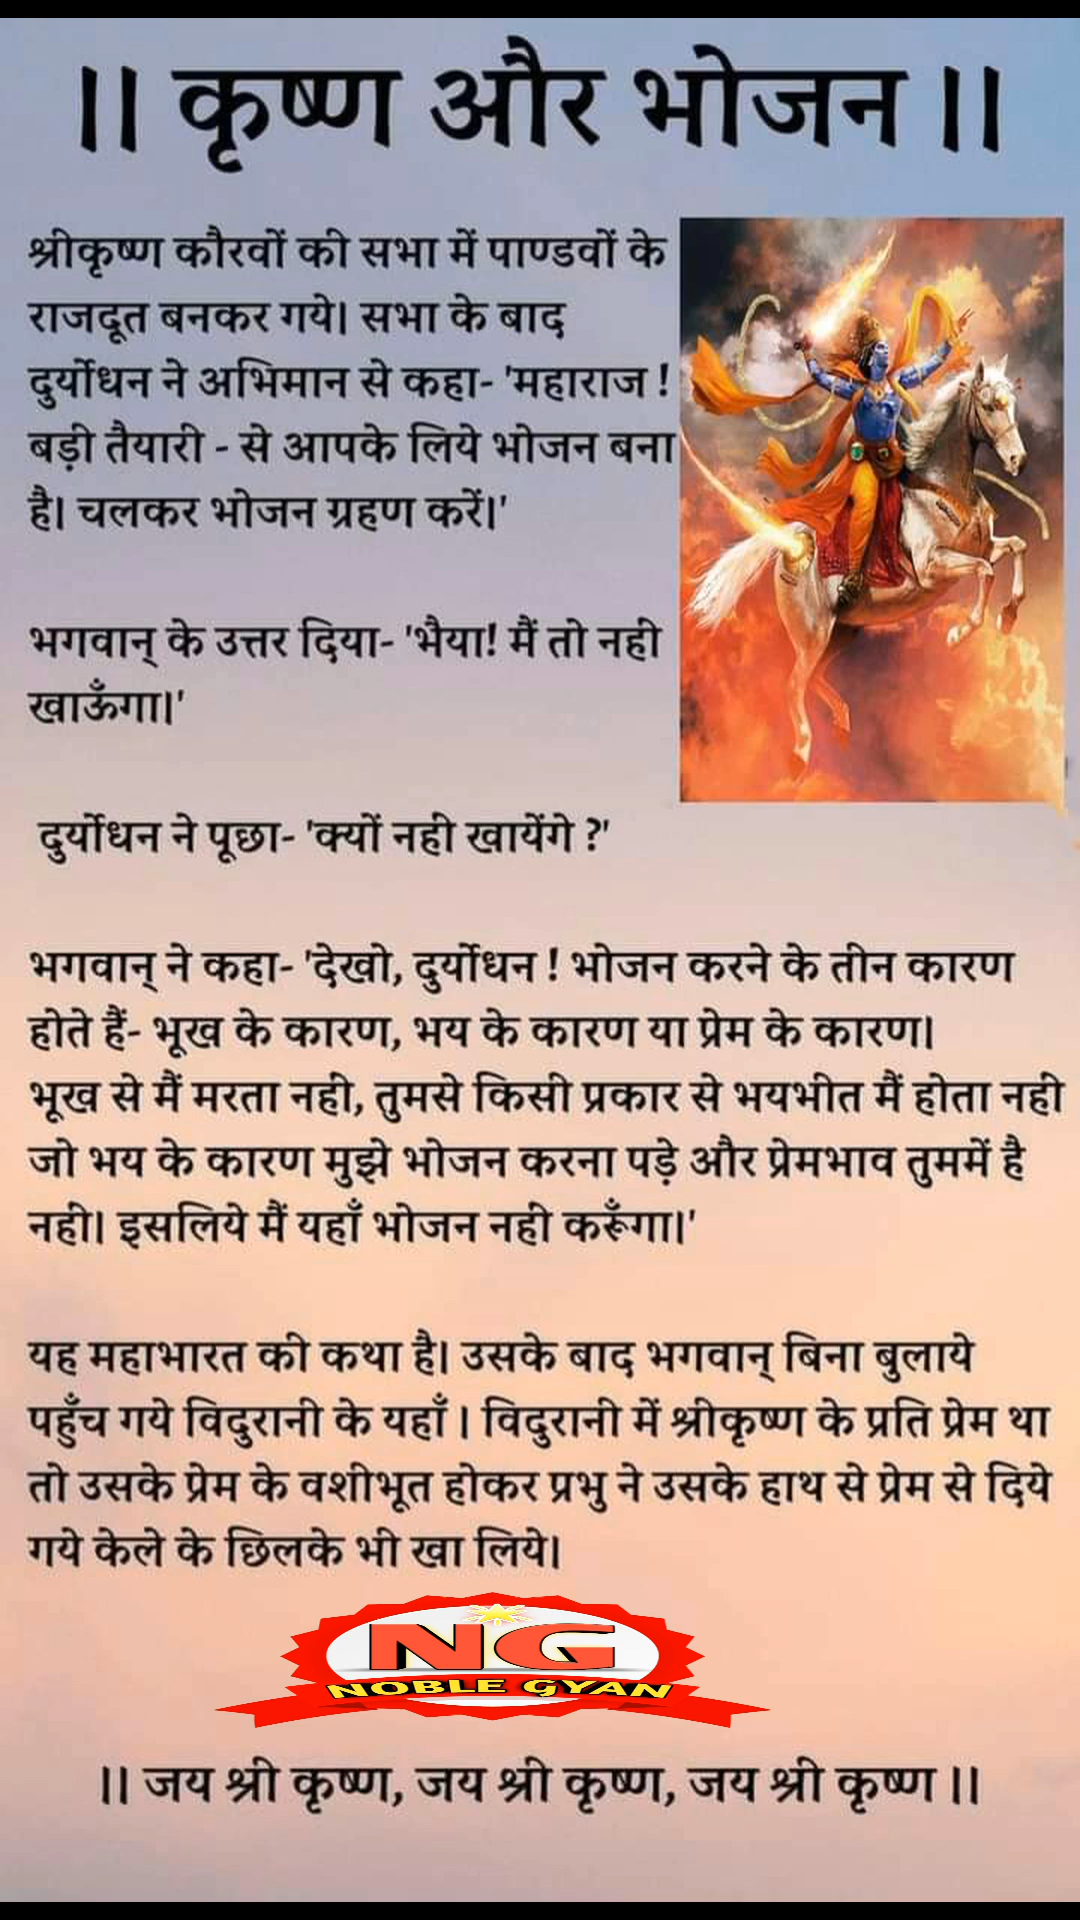 ॥ कृष्ण और भोजन ॥
श्रीकृष्ण कौरवों की सभा में पाण्डवों के
राजदूत बनकर गये। सभा के बाद
दुर्योधन ने अभिमान से कहा- 'महाराज !
बड़ी तैयारी - से आपके लिये भोजन बना
है। चलकर भोजन ग्रहण करें।'
भगवान् के उत्तर दिया- 'भैया! मैं तो नही
खाऊँगा।'
दुर्योधन ने पूछा- 'क्यों नही खायेंगे ?'
भगवान् ने कहा- 'देखो, दुर्योधन ! भोजन करने के तीन कारण
होते हैं- भूख के कारण, भय के कारण या प्रेम के कारण।
भूख से मैं मरता नही, तुमसे किसी प्रकार से भयभीत मैं होता नही
जो भय के कारण मुझे भोजन करना पड़े और प्रेमभाव तुममें है
नही। इसलिये मैं यहाँ भोजन नही करूँगा।'
यह महाभारत की कथा है। उसके बाद भगवान् बिना बुलाये
पहुँच गये विदुरानी के यहाँ । विदुरानी में श्रीकृष्ण के प्रति प्रेम था
तो उसके प्रेम के वशीभूत होकर प्रभु ने उसके हाथ से प्रेम से दिये
गये केले के छिलके भी खा लिये।
NG
NOBLE GYAN
॥ जय श्री कृष्ण, जय श्री कृष्ण, जय श्री कृष्ण ॥